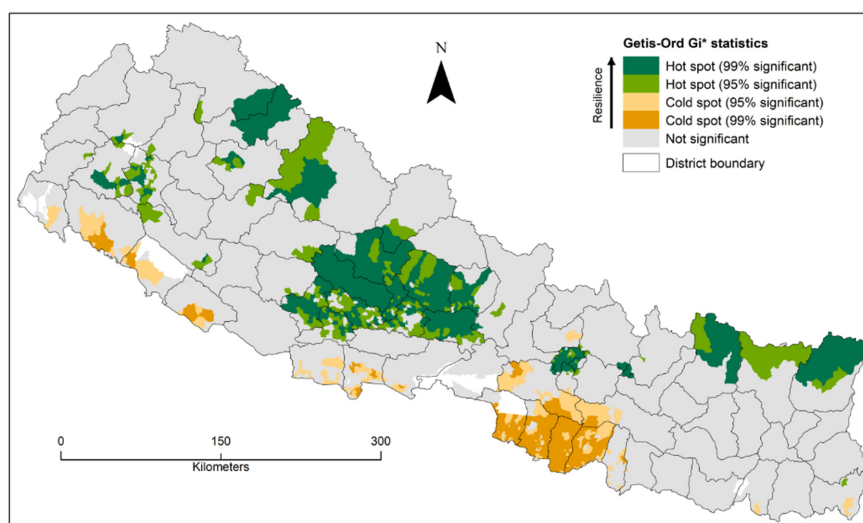 N
Getis-Ord Gi* statistics
Resilience
Hot spot (99% significant)
Hot spot (95% significant)
Cold spot (95% significant)
Cold spot (99% significant)
Not significant
District boundary
0 150 300
Kilometers